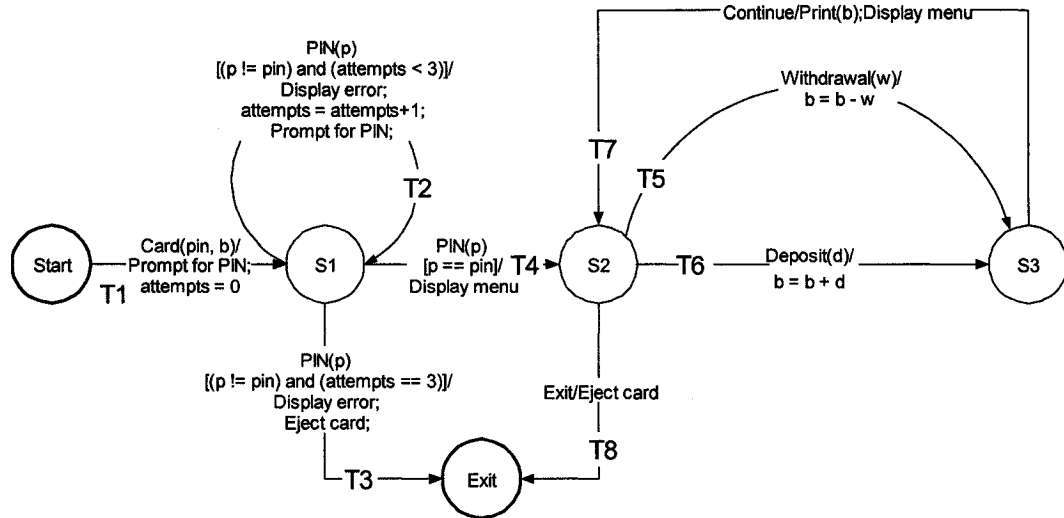 Continue/Print(b);Display menu
PIN(p)
[(p != pin) and (attempts < 3)]/
Display error;
attempts = attempts+1;
Prompt for PIN;
Withdrawal(w)/
b = b - w
T7
T5
T2
Start
Card(pin, b)/
Prompt for PIN;
attempts = 0
T1
S1
PIN(p)
[p == pin]/
Display menu
T4
S2
T6
Deposit(d)/
b = b + d
S3
PIN(p)
[(p != pin) and (attempts == 3)]/
Display error;
Eject card;
Exit/Eject card
T8
T3
Exit